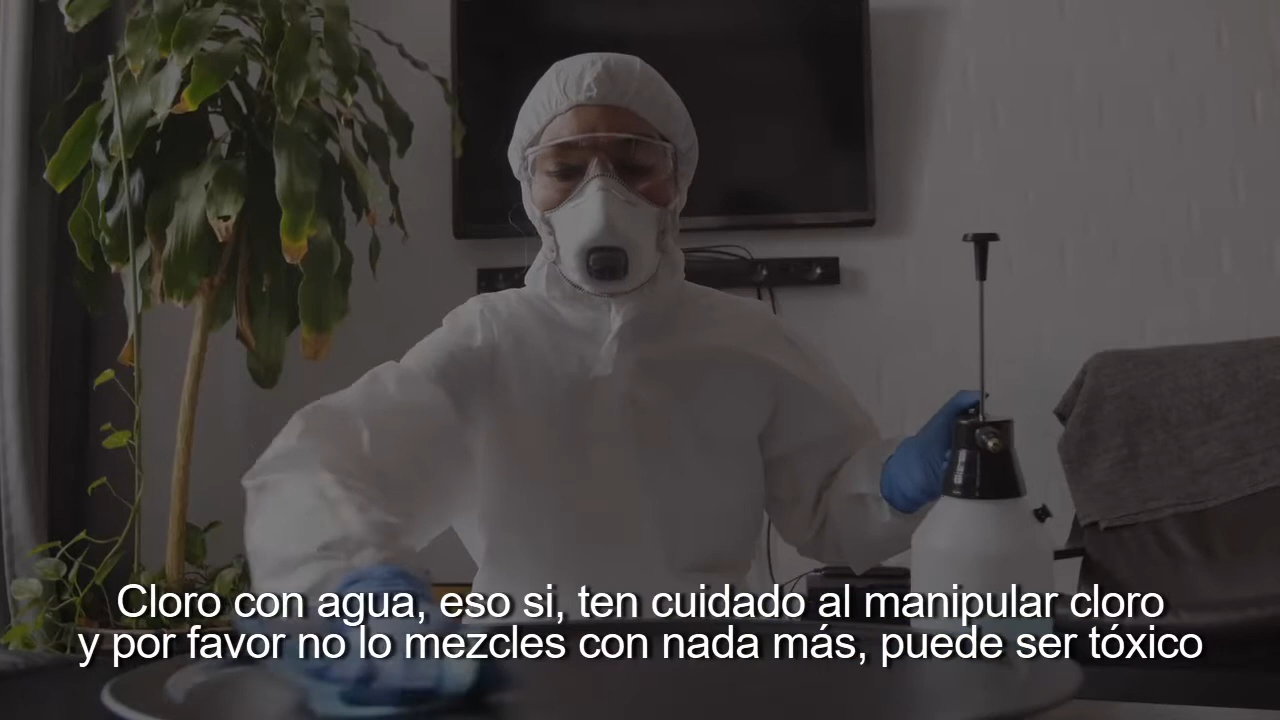 Cloro con agua, eso si, ten cuidado al manipular cloro
y por favor no lo mezcles con nada más, puede ser tóxico